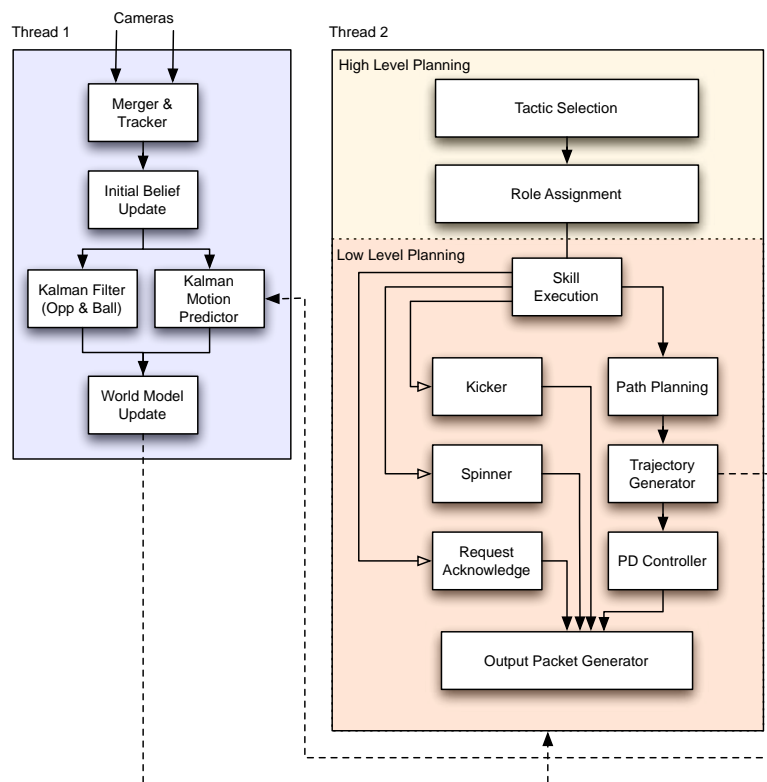 Cameras
Thread 1
Merger &
Tracker
Initial Belief
Update
Kalman Filter
(Opp & Ball)
Kalman
Motion
Predictor
World Model
Update
Thread 2
High Level Planning
Tactic Selection
Role Assignment
Low Level Planning
Skill
Execution
Kicker
Path Planning
Spinner
Trajectory
Generator
Request
Acknowledge
PD Controller
Output Packet Generator